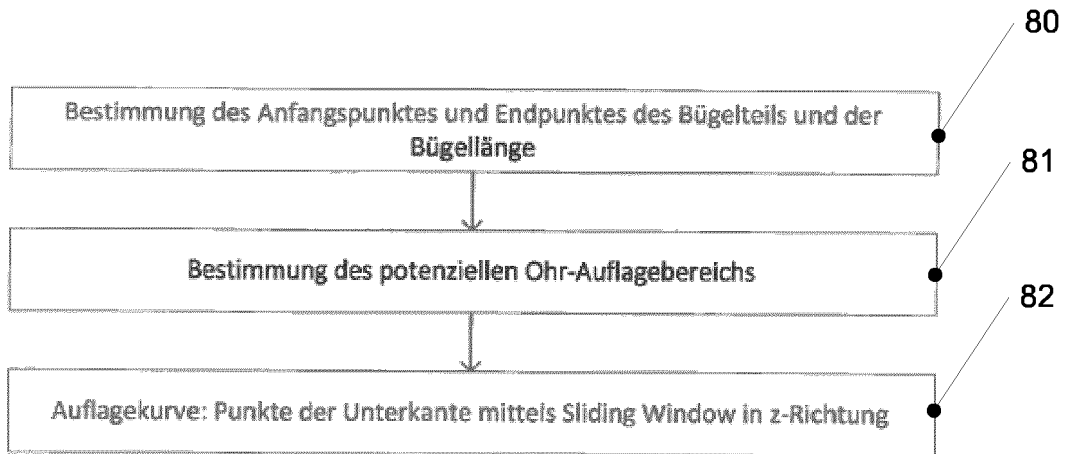 80
Bestimmung des Anfangspunktes und Endpunktes des Bügelteils und der
Bügellänge
81
Bestimmung des potenziellen Ohr-Auflagebereichs
82
Auflagekurve: Punkte der Unterkante mittels Sliding Window in z-Richtung